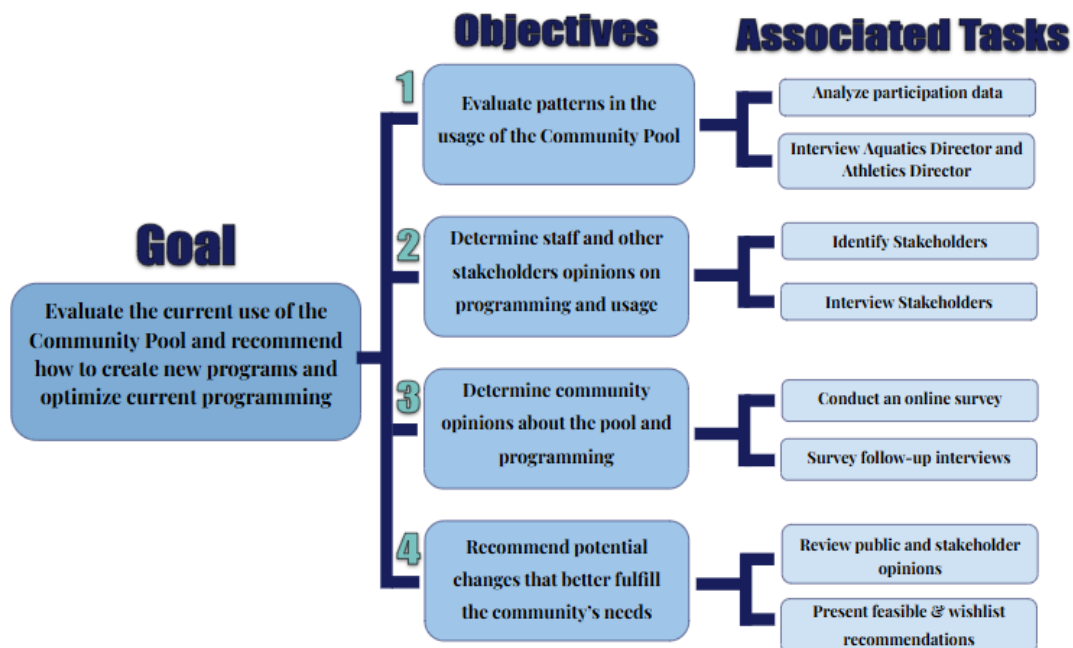 Objectives
Associated Tasks
Goal
Evaluate the current use of the
Community Pool and recommend
how to create new programs and
optimize current programming
1
Evaluate patterns in the
usage of the Community Pool
Analyze participation data
Interview Aquatics Director and
Athletics Director
2
Determine staff and other
stakeholders opinions on
programming and usage
Identify Stakeholders
Interview Stakeholders
3
Determine community
opinions about the pool and
programming
Conduct an online survey
Survey follow-up interviews
4
Recommend potential
changes that better fulfill
the community's needs
Review public and stakeholder
opinions
Present feasible & wishlist
recommendations